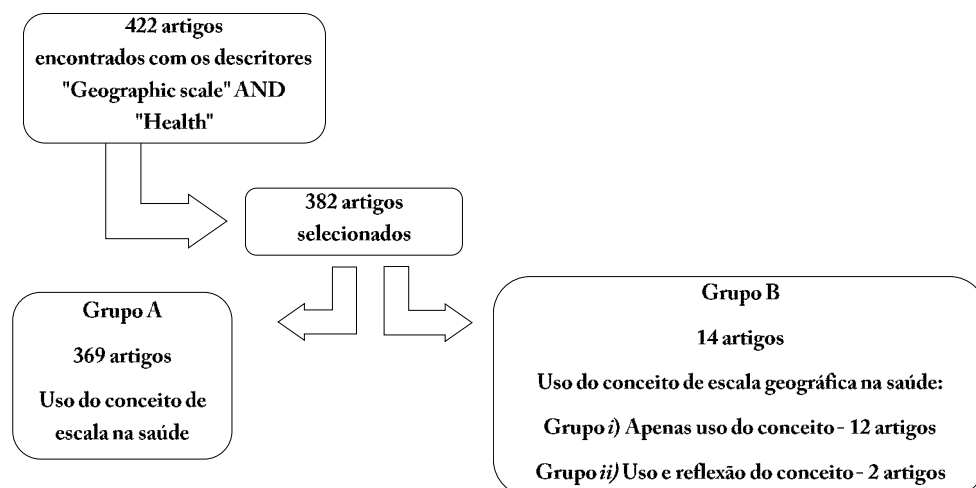 422 artigos
encontrados com os descritores
"Geographic scale" AND
"Health"
382 artigos
selecionados
Grupo A
369 artigos
Uso do conceito de
escala na saúde
Grupo B
14 artigos
Uso do conceito de escala geográfica na saúde:
Grupo i) Apenas uso do conceito - 12 artigos
Grupo ii) Uso e reflexão do conceito - 2 artigos